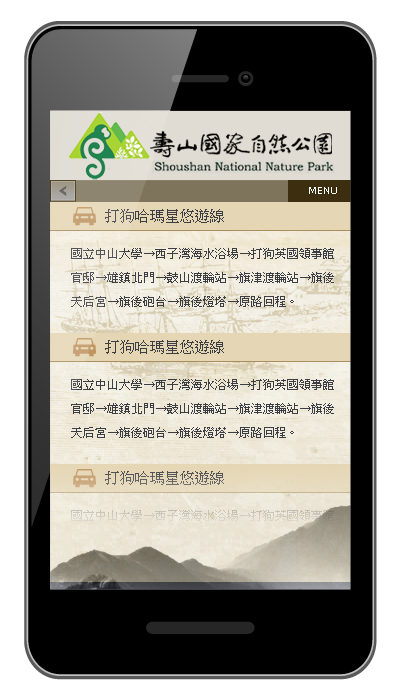 壽山國家自然公園
Shoushan National Nature Park
MENU
打狗哈瑪星悠遊線
國立中山大學→西子灣海水浴場→打狗英國領事館
官邸→雄鎮北門→鼓山渡輪站→旗津渡輪站→旗後
天后宮→旗後砲台→旗後燈塔→原路回程。
打狗哈瑪星悠遊線
國立中山大學→西子灣海水浴場→打狗英國領事館
官邸→雄鎮北門→鼓山渡輪站→旗津渡輪站→旗後
天后宮→旗後砲台→旗後燈塔→原路回程。
打狗哈瑪星悠遊線
國立中山大學→西子灣海水浴場→打狗英國領事館